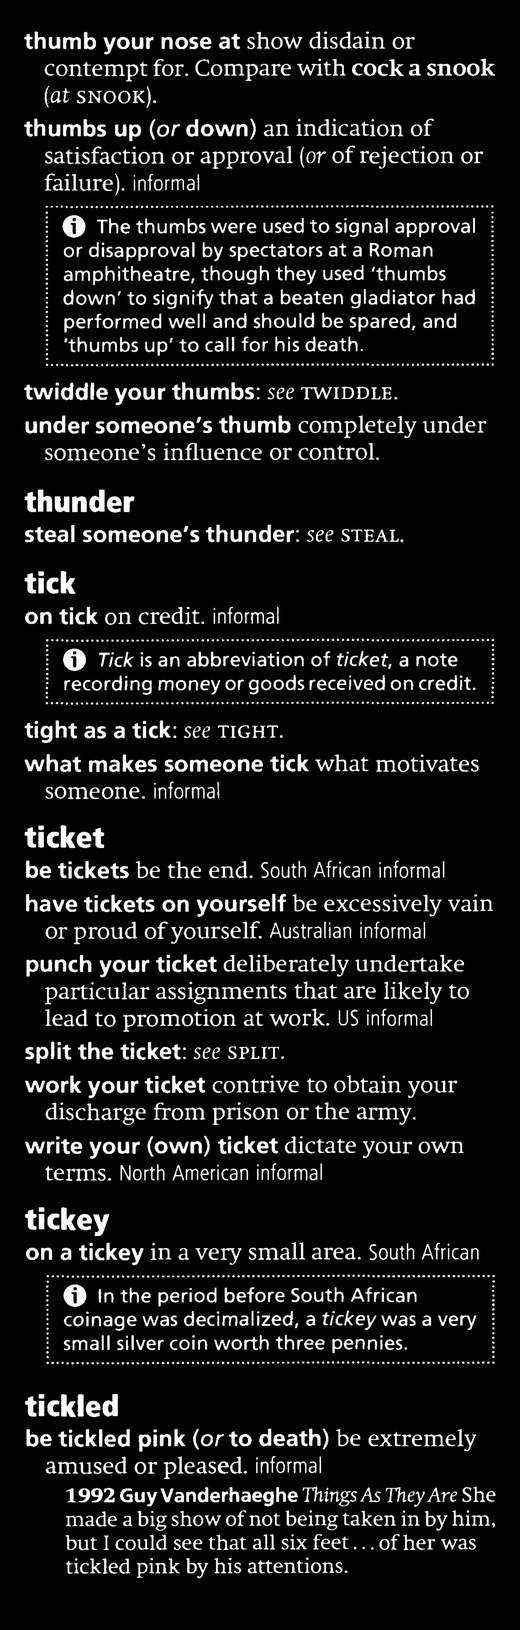 thumb your nose at show disdain or
contempt for. Compare with cock a snook
(at SNOOK).
thumbs up (or down) an indication of
satisfaction or approval (or of rejection or
failure). informal
i The thumbs were used to signal approval
or disapproval by spectators at a Roman
amphitheatre, though they used ‘thumbs
down’ to signify that a beaten gladiator had
performed well and should be spared, and
‘thumbs up’ to call for his death.
twiddle your thumbs: see TWIDDLE.
under someone’s thumb completely under
someone’s influence or control.
thunder
steal someone’s thunder: see STEAL.
tick
on tick on credit. informal
i Tick is an abbreviation of ticket, a note
recording money or goods received on credit.
tight as a tick: see TIGHT.
what makes someone tick what motivates
someone. informal
ticket
be tickets be the end. South African informal
have tickets on yourself be excessively vain
or proud of yourself. Australian informal
punch your ticket deliberately undertake
particular assignments that are likely to
lead to promotion at work. US informal
split the ticket: see SPLIT.
work your ticket contrive to obtain your
discharge from prison or the army.
write your (own) ticket dictate your own
terms. North American informal
tickey
on a tickey in a very small area. South African
i In the period before South African
coinage was decimalized, a tickey was a very
small silver coin worth three pennies.
tickled
be tickled pink (or to death) be extremely
amused or pleased. informal
1992 Guy Vanderhaeghe Things As They Are She
made a big show of not being taken in by him,
but I could see that all six feet…of her was
tickled pink by his attentions.